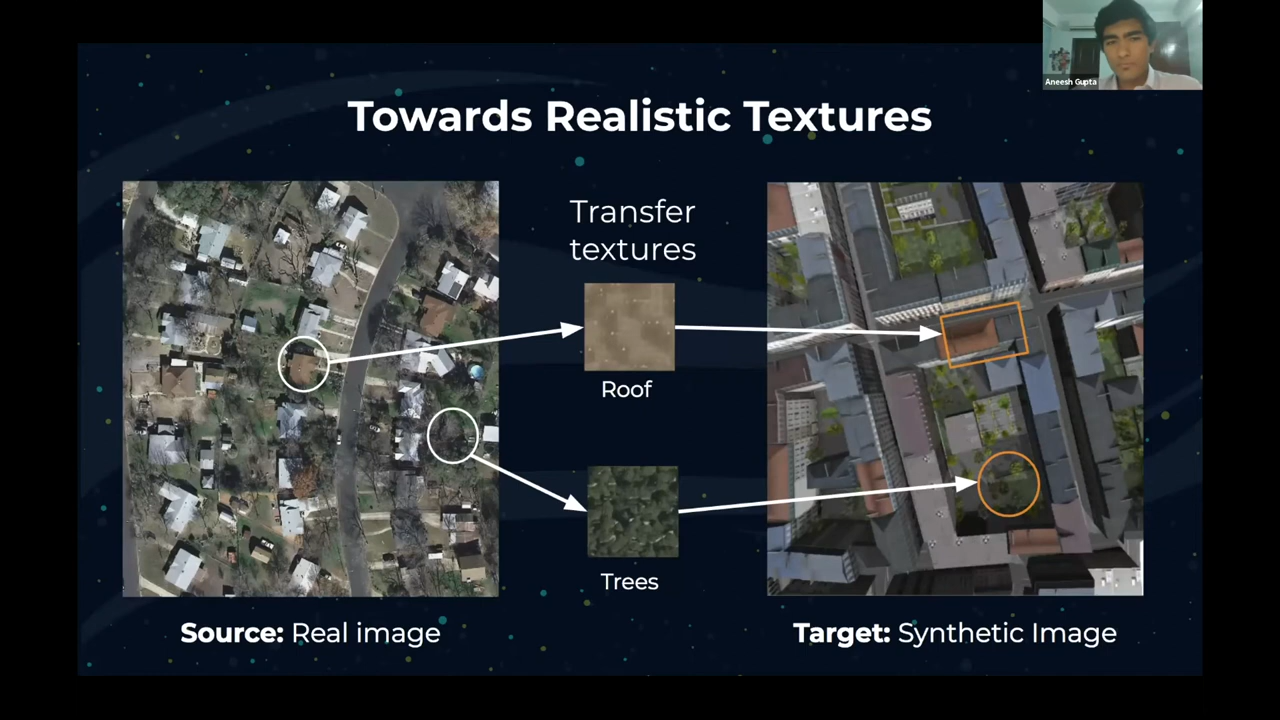 Aneesh Gupta
Towards Realistic Textures
Transfer
textures
Roof
Trees
Source: Real image
Target: Synthetic Image